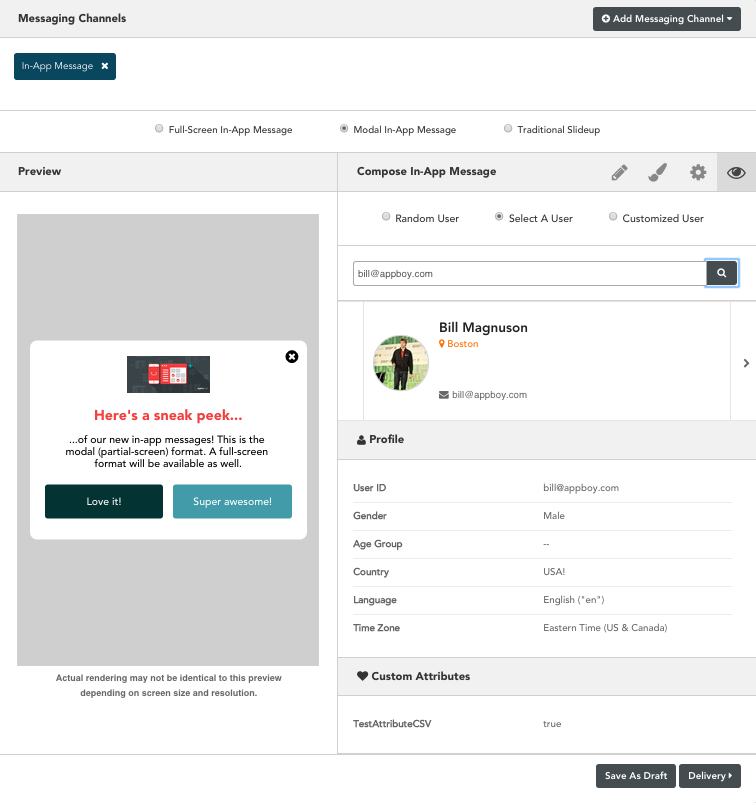 Messaging Channels
Add Messaging Channel
In-App Message
Full-Screen In-App Message
Modal In-App Message
Traditional Slideup
Preview
Compose In-App Message
Random User
Select A User
Customized User
bill@appboy.com
Bill Magnuson
Boston
bill@appboy.com
Here's a sneak peek...
...of our new in-app messages! This is the
modal (partial-screen) format. A full-screen
format will be available as well.
Love it!
Super awesome!
Actual rendering may not be identical to this preview
depending on screen size and resolution.
Profile
User ID bill@appboy.com
Gender Male
Age Group --
Country USA!
Language English ("en")
Time Zone Eastern Time (US & Canada)
Custom Attributes
TestAttributeCSV true
Save As Draft
Delivery